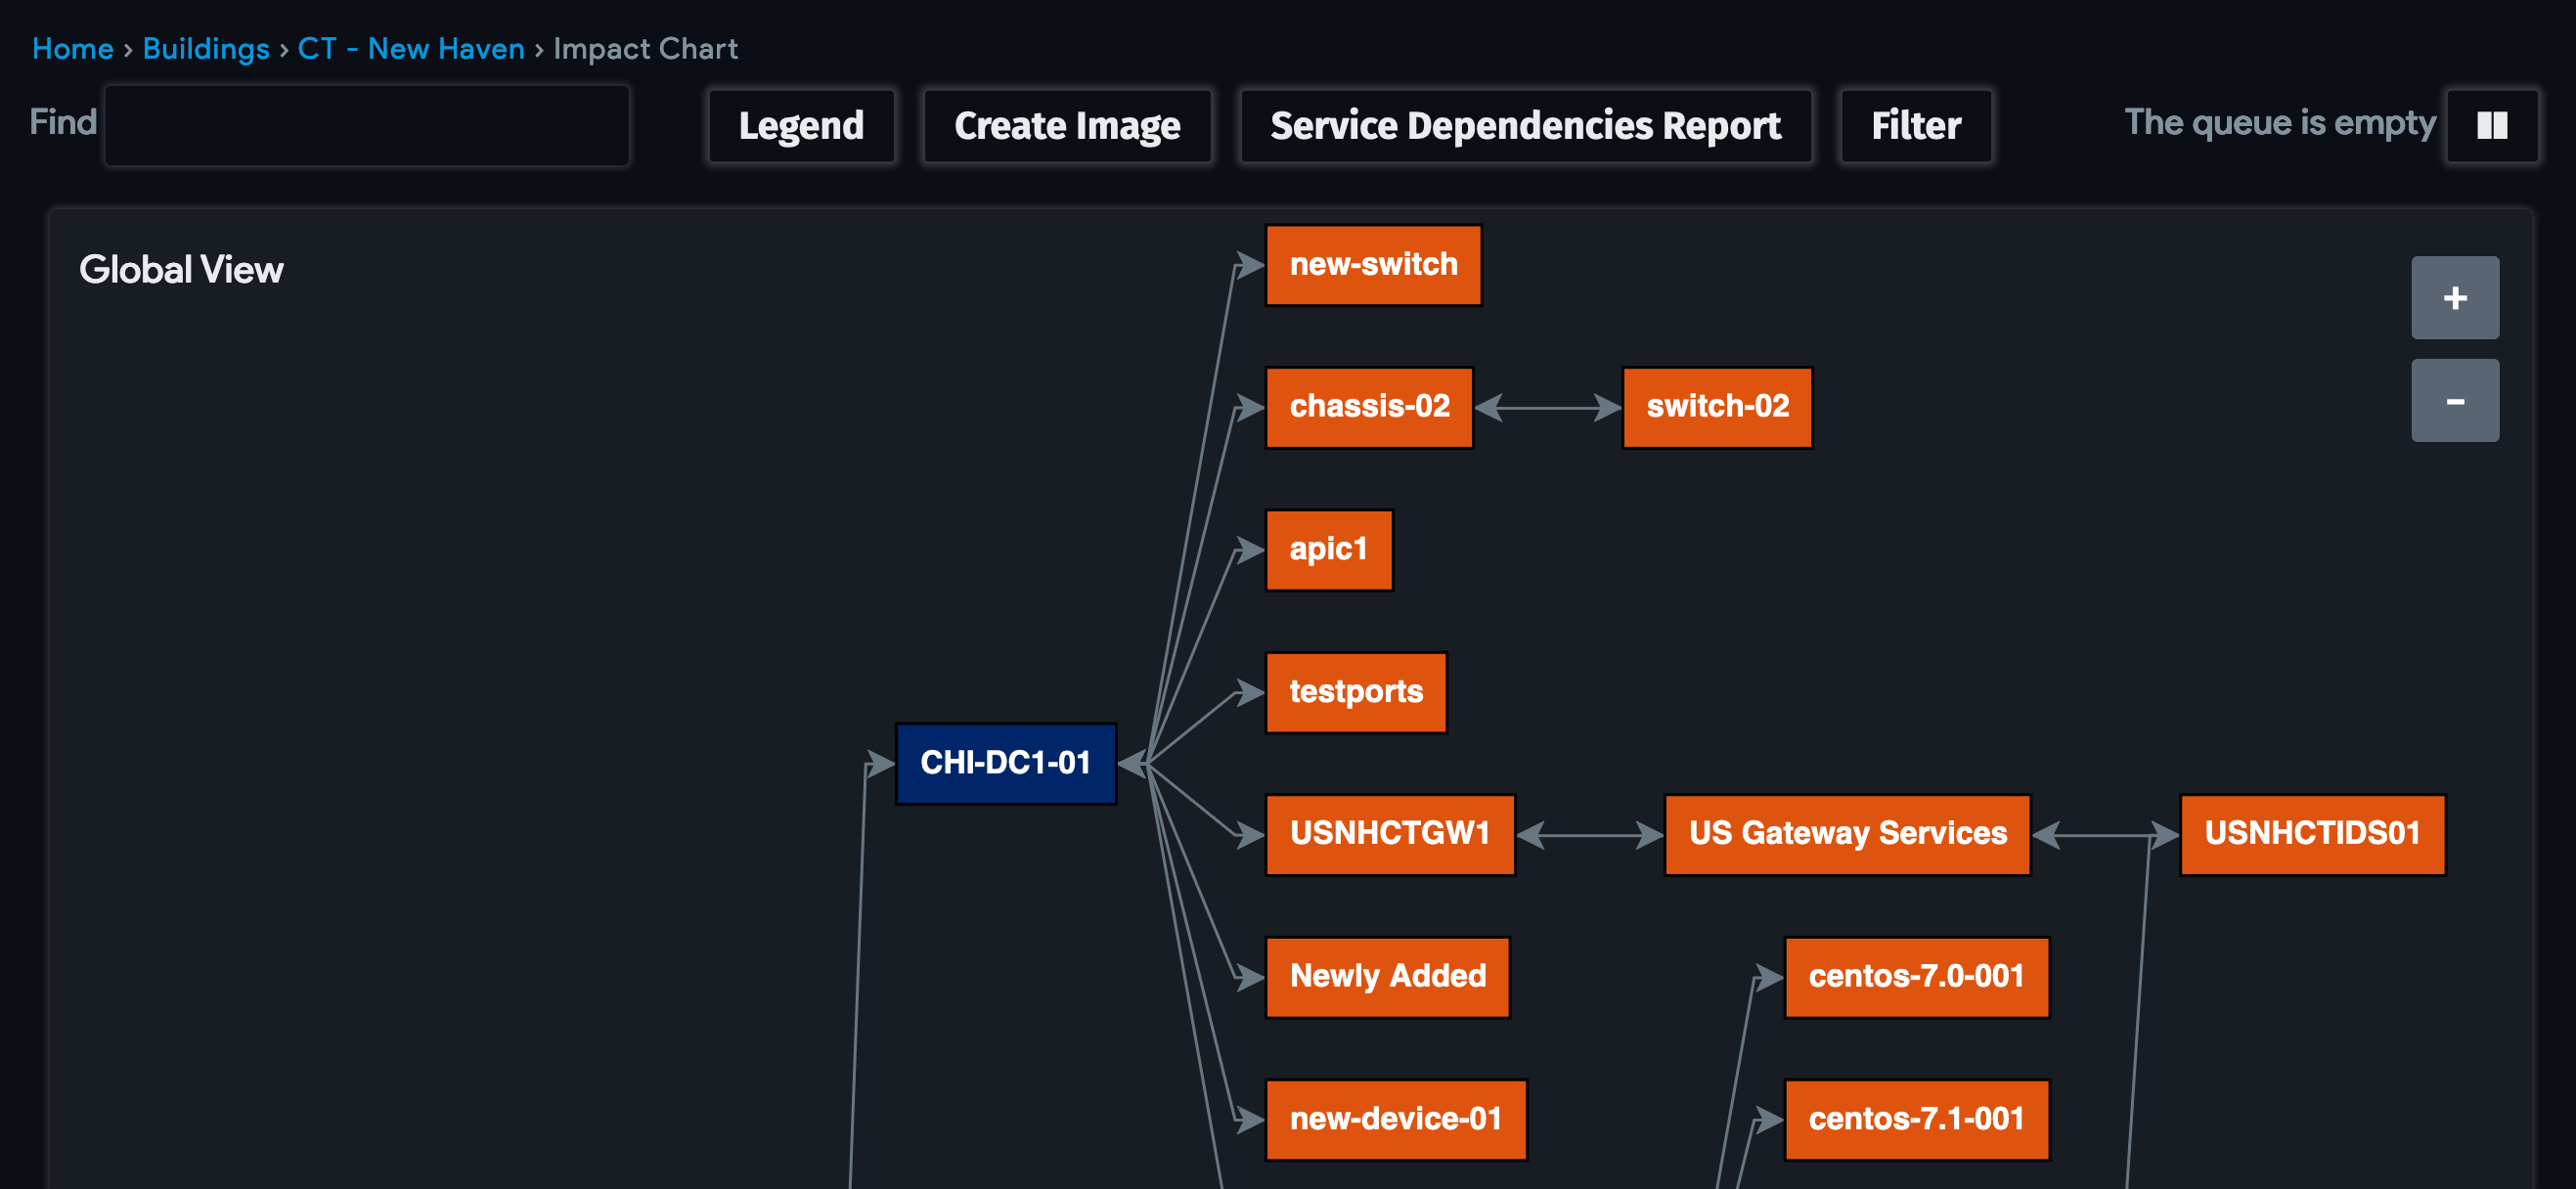 Home › Buildings › CT - New Haven › Impact Chart
Find
Legend
Create Image
Service Dependencies Report
Filter
The queue is empty
Global View
+
-
new-switch
chassis-02
switch-02
apic1
testports
CHI-DC1-01
USNHCTGW1
US Gateway Services
USNHCTIDS01
Newly Added
centos-7.0-001
new-device-01
centos-7.1-001